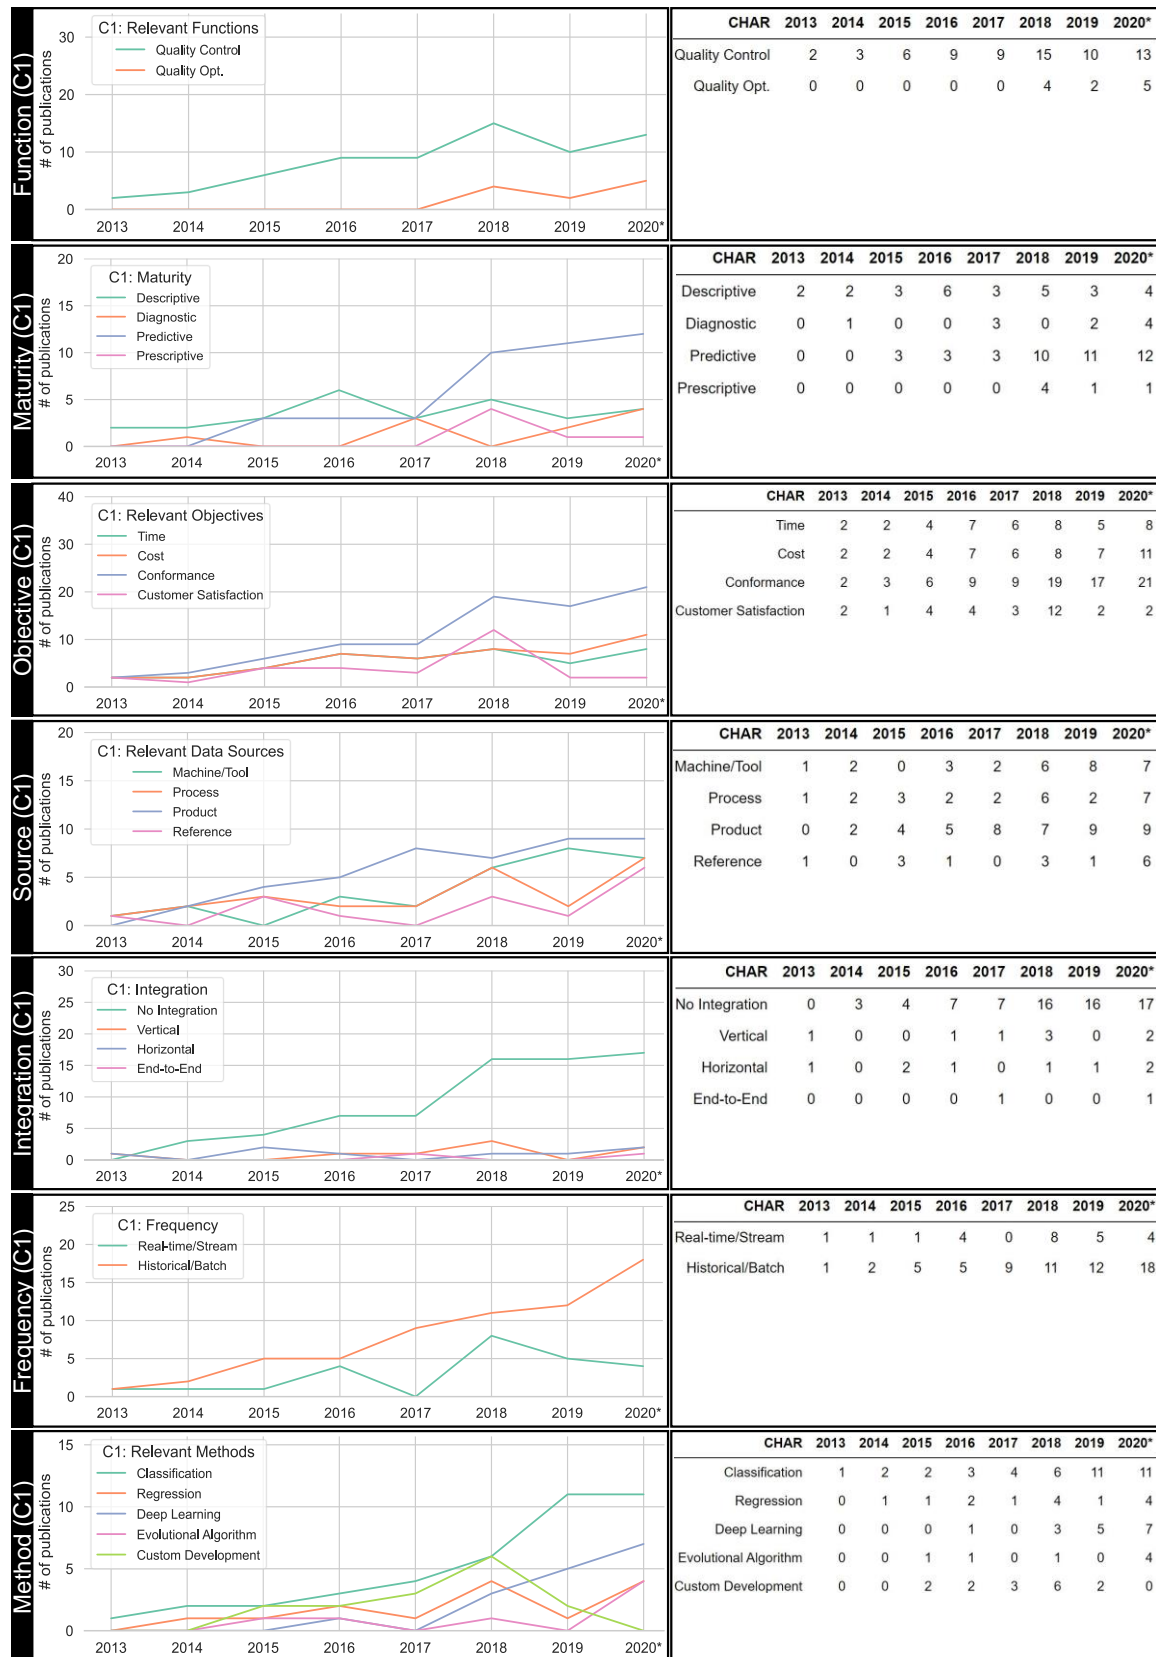 Function (C1)
# of publications
C1: Relevant Functions
Quality Control
Quality Opt.
30
20
10
0
2013 2014 2015 2016 2017 2018 2019 2020*
CHAR 2013 2014 2015 2016 2017 2018 2019 2020*
Quality Control 2 3 6 9 9 15 10 13
Quality Opt. 0 0 0 0 0 4 2 5
Maturity (C1)
# of publications
C1: Maturity
Descriptive
Diagnostic
Predictive
Prescriptive
20
15
10
5
0
2013 2014 2015 2016 2017 2018 2019 2020*
CHAR 2013 2014 2015 2016 2017 2018 2019 2020*
Descriptive 2 2 3 6 3 5 3 4
Diagnostic 0 1 0 0 3 0 2 4
Predictive 0 0 3 3 3 10 11 12
Prescriptive 0 0 0 0 0 4 1 1
Objective (C1)
# of publications
C1: Relevant Objectives
Time
Cost
Conformance
Customer Satisfaction
40
30
20
10
0
2013 2014 2015 2016 2017 2018 2019 2020*
CHAR 2013 2014 2015 2016 2017 2018 2019 2020*
Time 2 2 4 7 6 8 5 8
Cost 2 2 4 7 6 8 7 11
Conformance 2 3 6 9 9 19 17 21
Customer Satisfaction 2 1 4 4 3 12 2 2
Source (C1)
# of publications
C1: Relevant Data Sources
Machine/Tool
Process
Product
Reference
20
15
10
5
0
2013 2014 2015 2016 2017 2018 2019 2020*
CHAR 2013 2014 2015 2016 2017 2018 2019 2020*
Machine/Tool 1 2 0 3 2 6 8 7
Process 1 2 3 2 2 6 2 7
Product 0 2 4 5 8 7 9 9
Reference 1 0 3 1 0 3 1 6
Integration (C1)
# of publications
C1: Integration
No Integration
Vertical
Horizontal
End-to-End
30
25
20
15
10
5
0
2013 2014 2015 2016 2017 2018 2019 2020*
CHAR 2013 2014 2015 2016 2017 2018 2019 2020*
No Integration 0 3 4 7 7 16 16 17
Vertical 1 0 0 1 1 3 0 2
Horizontal 1 0 2 1 0 1 1 2
End-to-End 0 0 0 0 1 0 0 1
Frequency (C1)
# of publications
C1: Frequency
Real-time/Stream
Historical/Batch
25
20
15
10
5
0
2013 2014 2015 2016 2017 2018 2019 2020*
CHAR 2013 2014 2015 2016 2017 2018 2019 2020*
Real-time/Stream 1 1 1 4 0 8 5 4
Historical/Batch 1 2 5 5 9 11 12 18
Method (C1)
# of publications
C1: Relevant Methods
Classification
Regression
Deep Learning
Evolutional Algorithm
Custom Development
15
10
5
0
2013 2014 2015 2016 2017 2018 2019 2020*
CHAR 2013 2014 2015 2016 2017 2018 2019 2020*
Classification 1 2 2 3 4 6 11 11
Regression 0 1 1 2 1 4 1 4
Deep Learning 0 0 0 1 0 3 5 7
Evolutional Algorithm 0 0 1 1 0 1 0 4
Custom Development 0 0 2 2 3 6 2 0